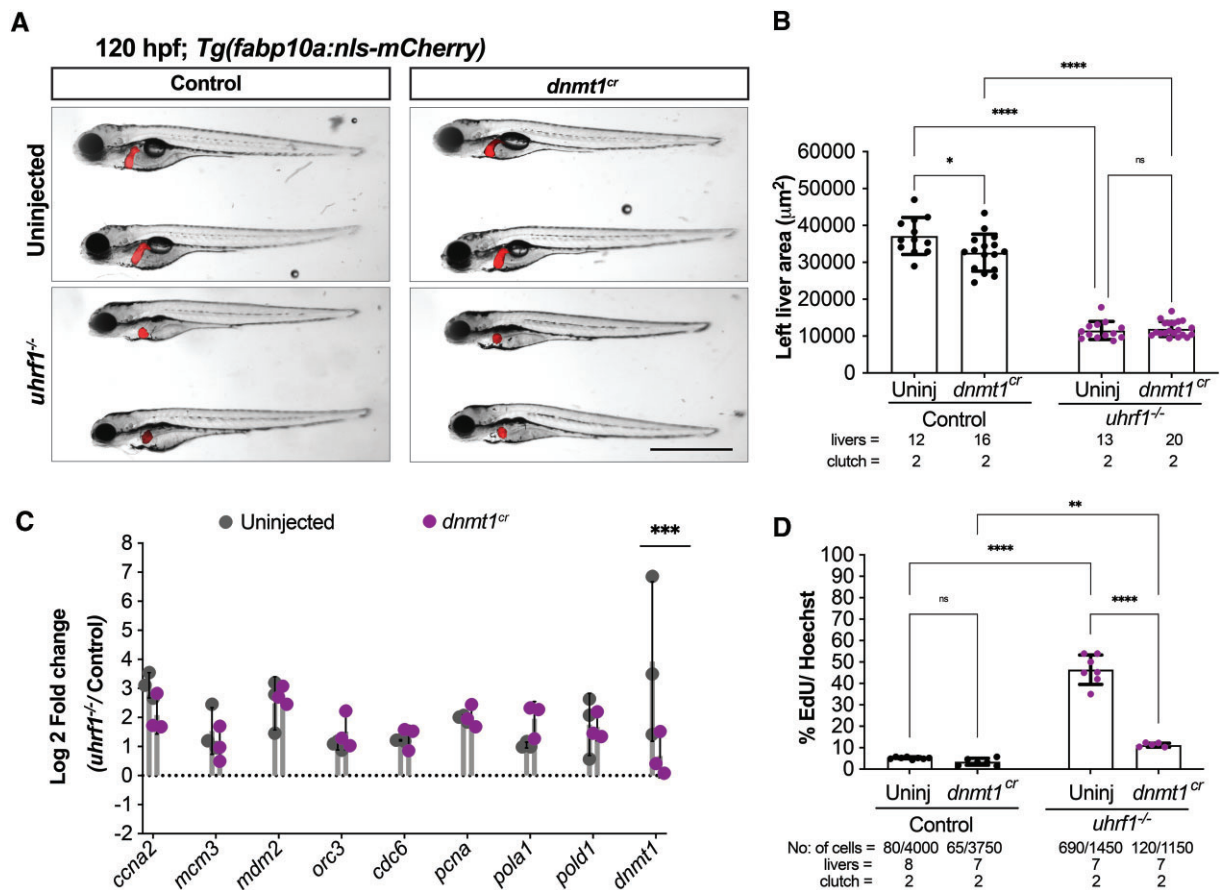 A
120 hpf; Tg(fabp10a:nls-mCherry)
Control
dnmt1cr
Uninjected
uhrf1-/-
B
Left liver area (μm2)
60000
50000
40000
30000
20000
10000
0
****
****
*
ns
Uninj dnmt1cr Uninj dnmt1cr
Control uhrf1-/-
livers = 12 16 13 20
clutch = 2 2 2 2
C
Uninjected dnmt1cr
***
Log 2 Fold change
(uhrf1-/-/ Control)
8
7
6
5
4
3
2
1
0
-1
-2
ccna2 mcm3 mdm2 orc3 cdc6 pcna pola1 pold1 dnmt1
D
% EdU/ Hoechst
100
90
80
70
60
50
40
30
20
10
0
**
****
ns
****
Uninj dnmt1cr Uninj dnmt1cr
Control uhrf1-/-
No: of cells = 80/4000 65/3750 690/1450 120/1150
livers = 8 7 7 7
clutch = 2 2 2 2